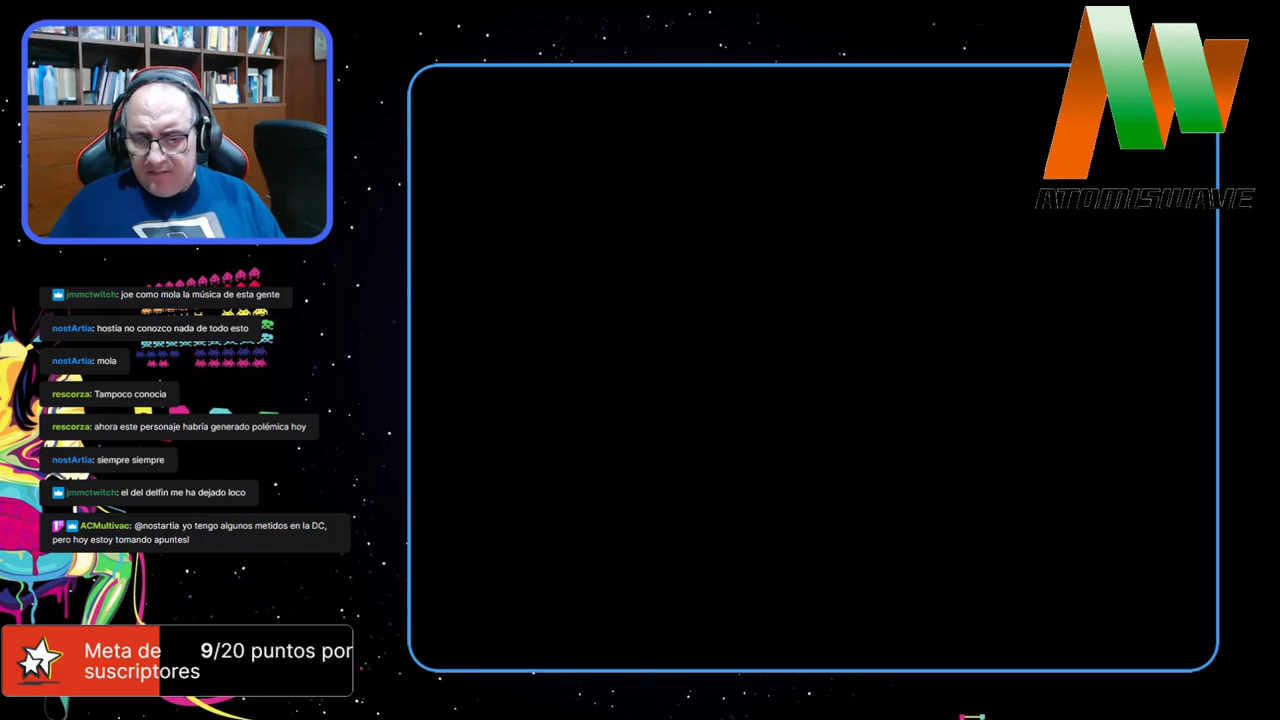 ATOMISWAVE
jmmctwitch: joe como mola la música de esta gente
nostArtia: hostia no conozco nada de todo esto
nostArtia: mola
rescorza: Tampoco conocia
rescorza: ahora este personaje habría generado polémica hoy
nostArtia: siempre siempre
jmmctwitch: el del delfin me ha dejado loco
ACMultivac: @nostartia yo tengo algunos metidos en la DC,
pero hoy estoy tomando apuntes!
Meta de 9/20 puntos por
suscriptores